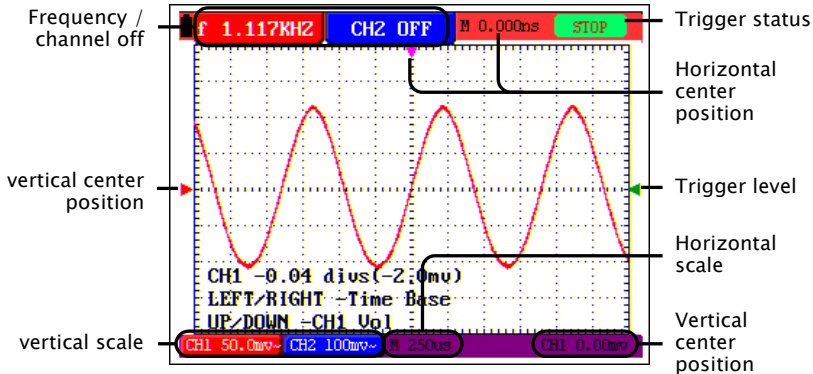 Frequency /
channel off
f 1.117KHZ
CH2 OFF
M 0.000ns
STOP
Trigger status
Horizontal
center
position
vertical center
position
Trigger level
Horizontal
scale
CH1 -0.04 divs(-2.0mv)
LEFT/RIGHT -Time Base
UP/DOWN -CH1 Vol
vertical scale
CH1 50.0mv~
CH2 100mv~
M 250us
CH1 0.00mv
Vertical
center
position